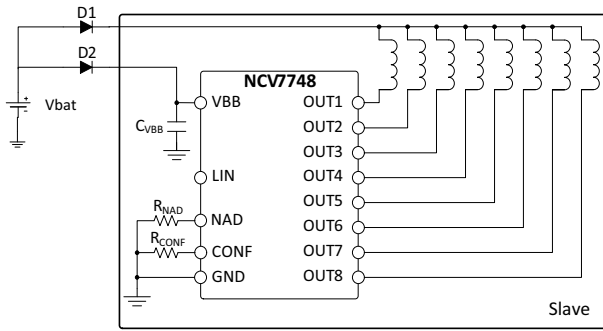 D1
D2
NCV7748
Vbat
VBB
CVBB
LIN
RNAD
NAD
RCONF
CONF
GND
OUT1
OUT2
OUT3
OUT4
OUT5
OUT6
OUT7
OUT8
+
-
Slave